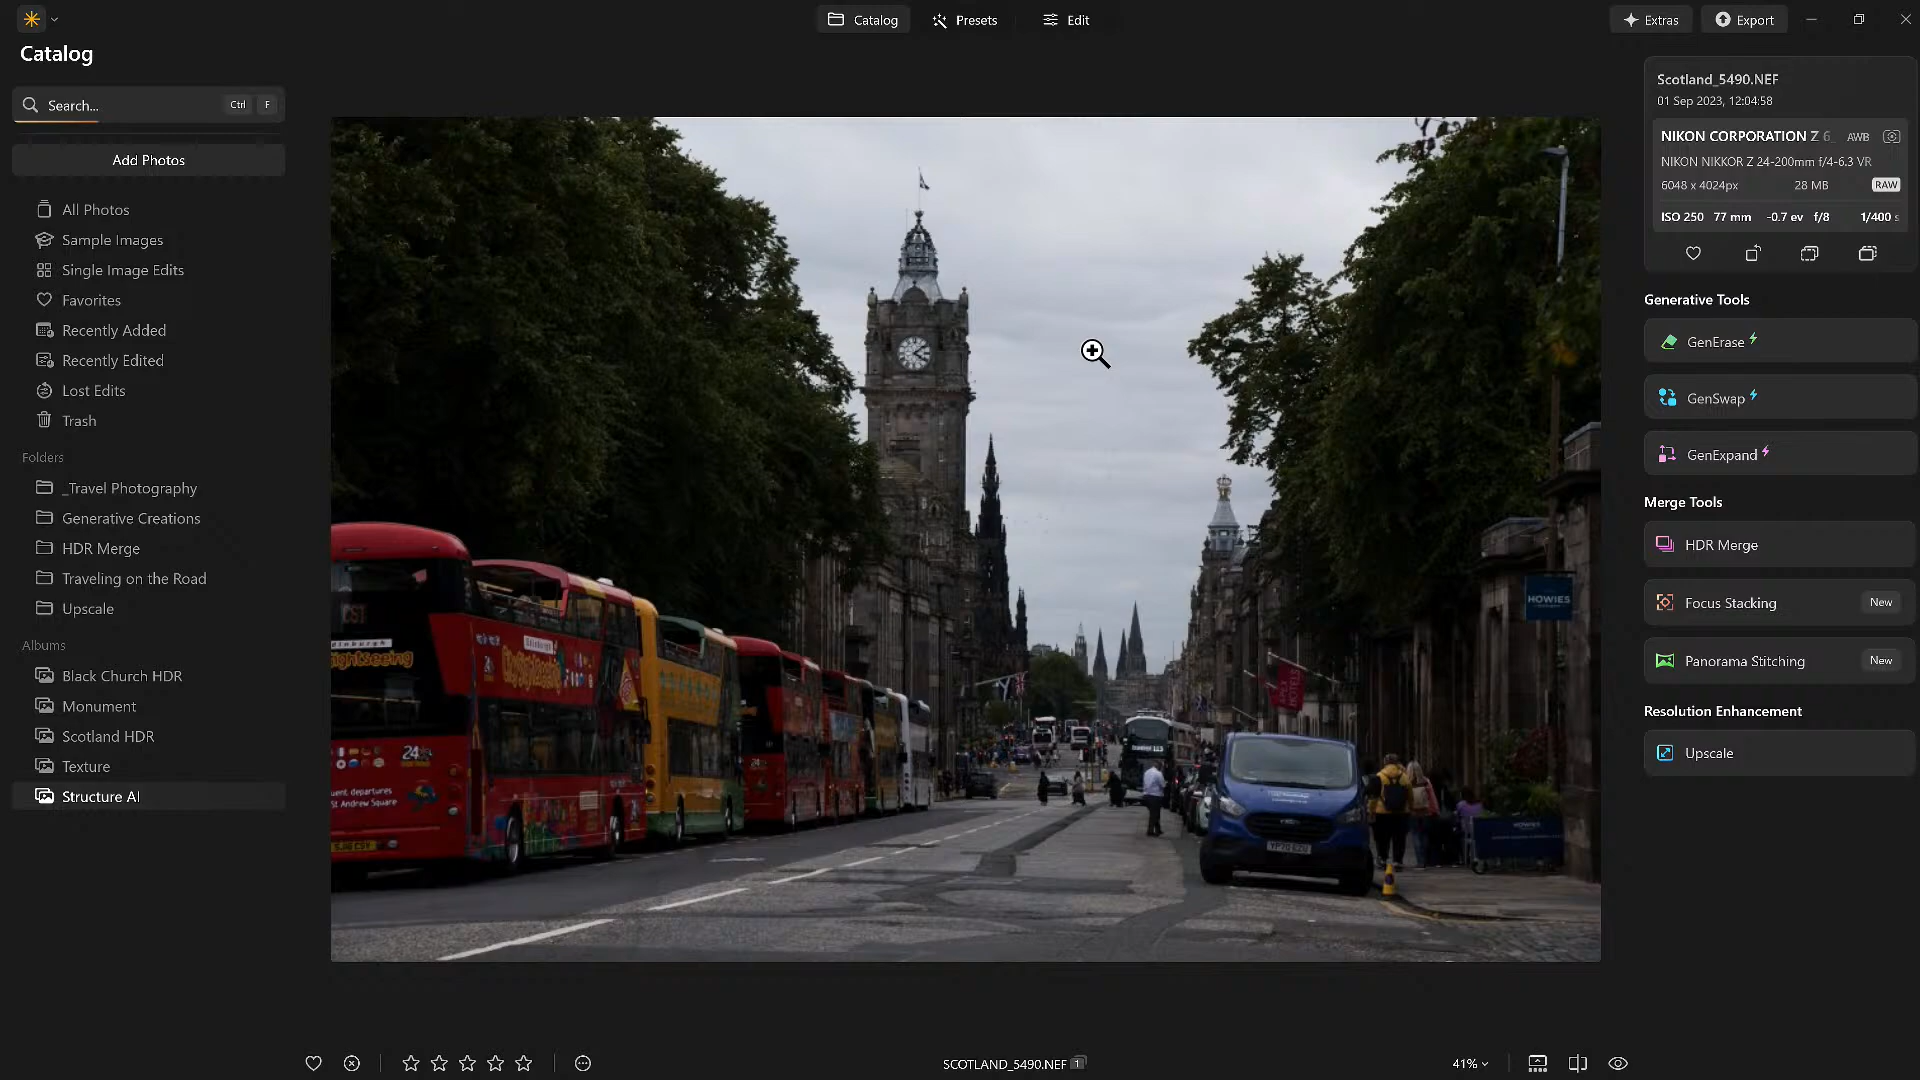 Catalog
Presets
Edit
Extras
Export
Catalog
Search...
Ctrl
F
Add Photos
All Photos
Sample Images
Single Image Edits
Favorites
Recently Added
Recently Edited
Lost Edits
Trash
Folders
_Travel Photography
Generative Creations
HDR Merge
Traveling on the Road
Upscale
Albums
Black Church HDR
Monument
Scotland HDR
Texture
Structure AI
Scotland_5490.NEF
01 Sep 2023, 12:04:58
NIKON CORPORATION Z 6
AWB
NIKON NIKKOR Z 24-200mm f/4-6.3 VR
6048 x 4024px
28 MB
RAW
ISO 250
77 mm
-0.7 ev
f/8
1/400 s
Generative Tools
GenErase
GenSwap
GenExpand
Merge Tools
HDR Merge
Focus Stacking
New
Panorama Stitching
New
Resolution Enhancement
Upscale
HOWIES
24
St Andrew Square
SCOTLAND_5490.NEF
1
41%